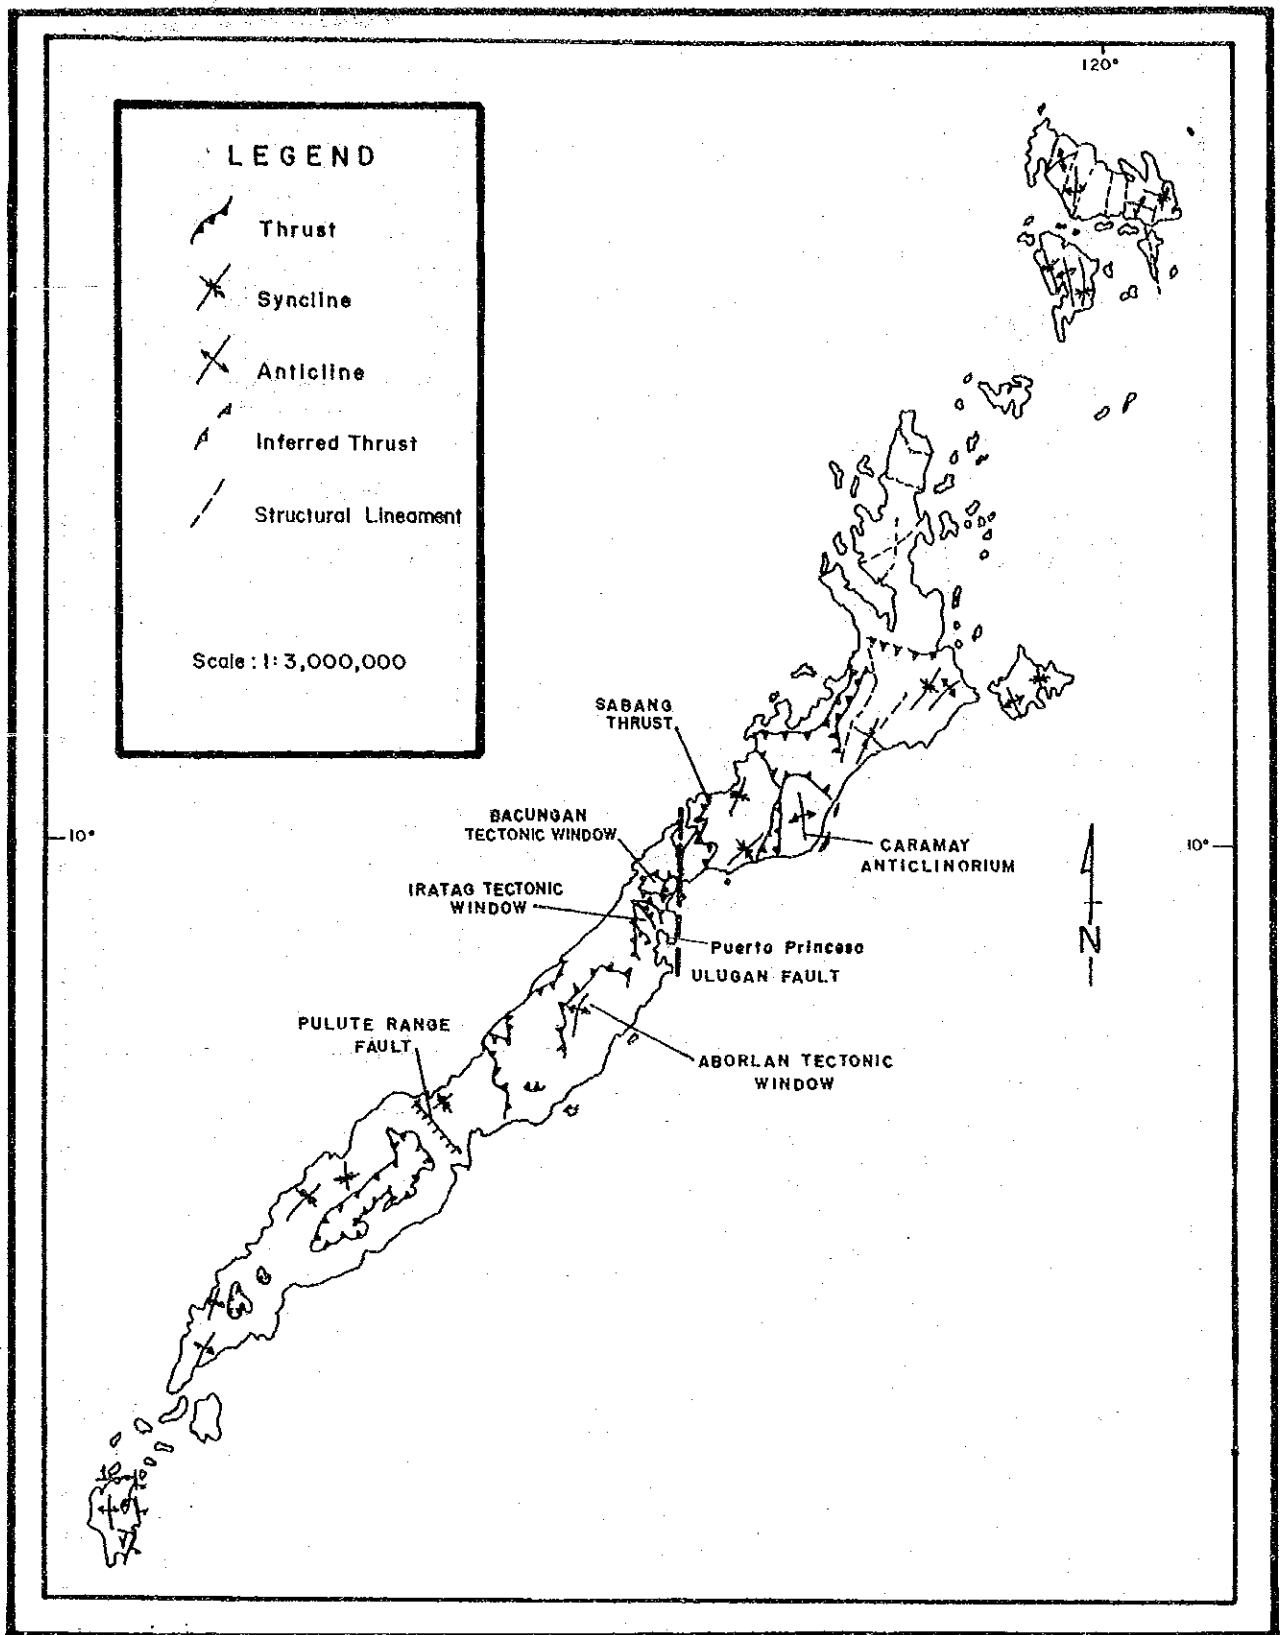 120°
LEGEND
Thrust
Syncline
Anticline
Inferred Thrust
Structural Lineament
Scale : 1: 3,000,000
SABANG
THRUST
BACUNGAN
TECTONIC WINDOW
10°
10°
CARAMAY
ANTICLINORIUM
IRATAG TECTONIC
WINDOW
N
Puerto Princesa
ULUGAN FAULT
PULUTE RANGE
FAULT
ABORLAN TECTONIC
WINDOW